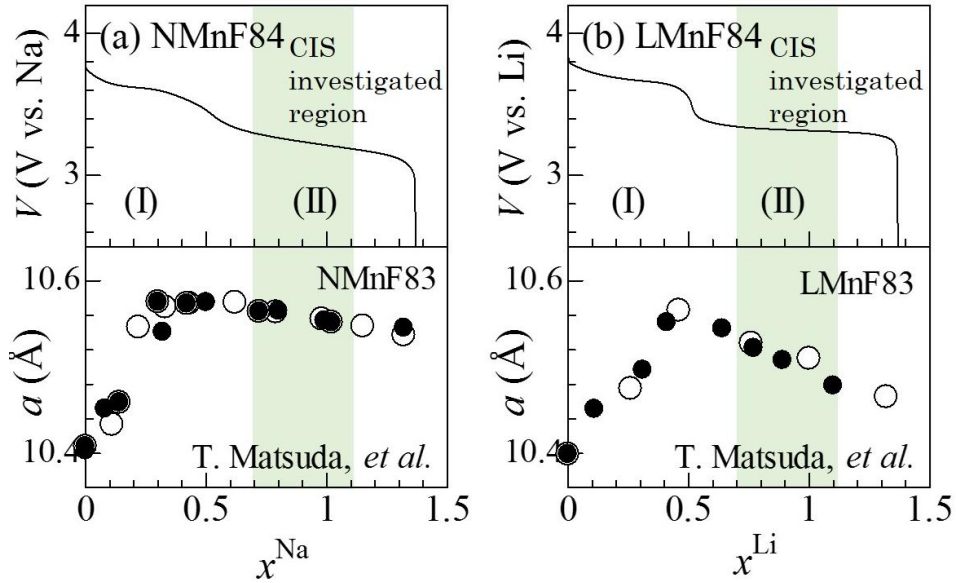 (a) NMnF84
CIS
investigated
region
V (V vs. Na)
4
3
(I)
(II)
NMnF83
a (Å)
10.6
10.4
T. Matsuda, et al.
0 0.5 1 1.5
x^Na
(b) LMnF84
CIS
investigated
region
V (V vs. Li)
4
3
(I)
(II)
LMnF83
a (Å)
10.6
10.4
T. Matsuda, et al.
0 0.5 1 1.5
x^Li